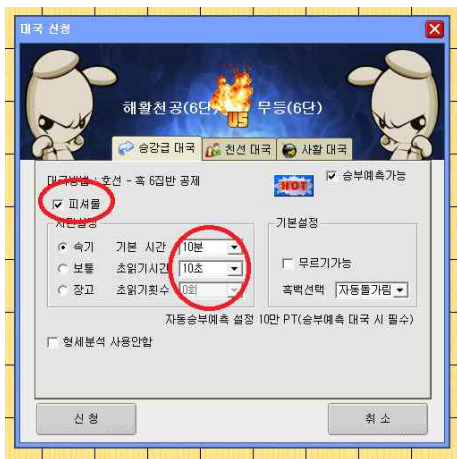 대국 신청
해활천공(6단) VS 무등(6단)
승강급 대국 친선 대국 사활 대국
대국방법 : 호선 - 흑 6집반 공제
HOT 승부예측가능
피셔룰
시간설정 기본설정
속기 기본 시간 10분
보통 초읽기시간 10초 무르기가능
장고 초읽기횟수 0회 흑백선택 자동돌가림
자동승부예측 설정 10만 PT(승부예측 대국 시 필수)
형세분석 사용안함
신 청 취 소